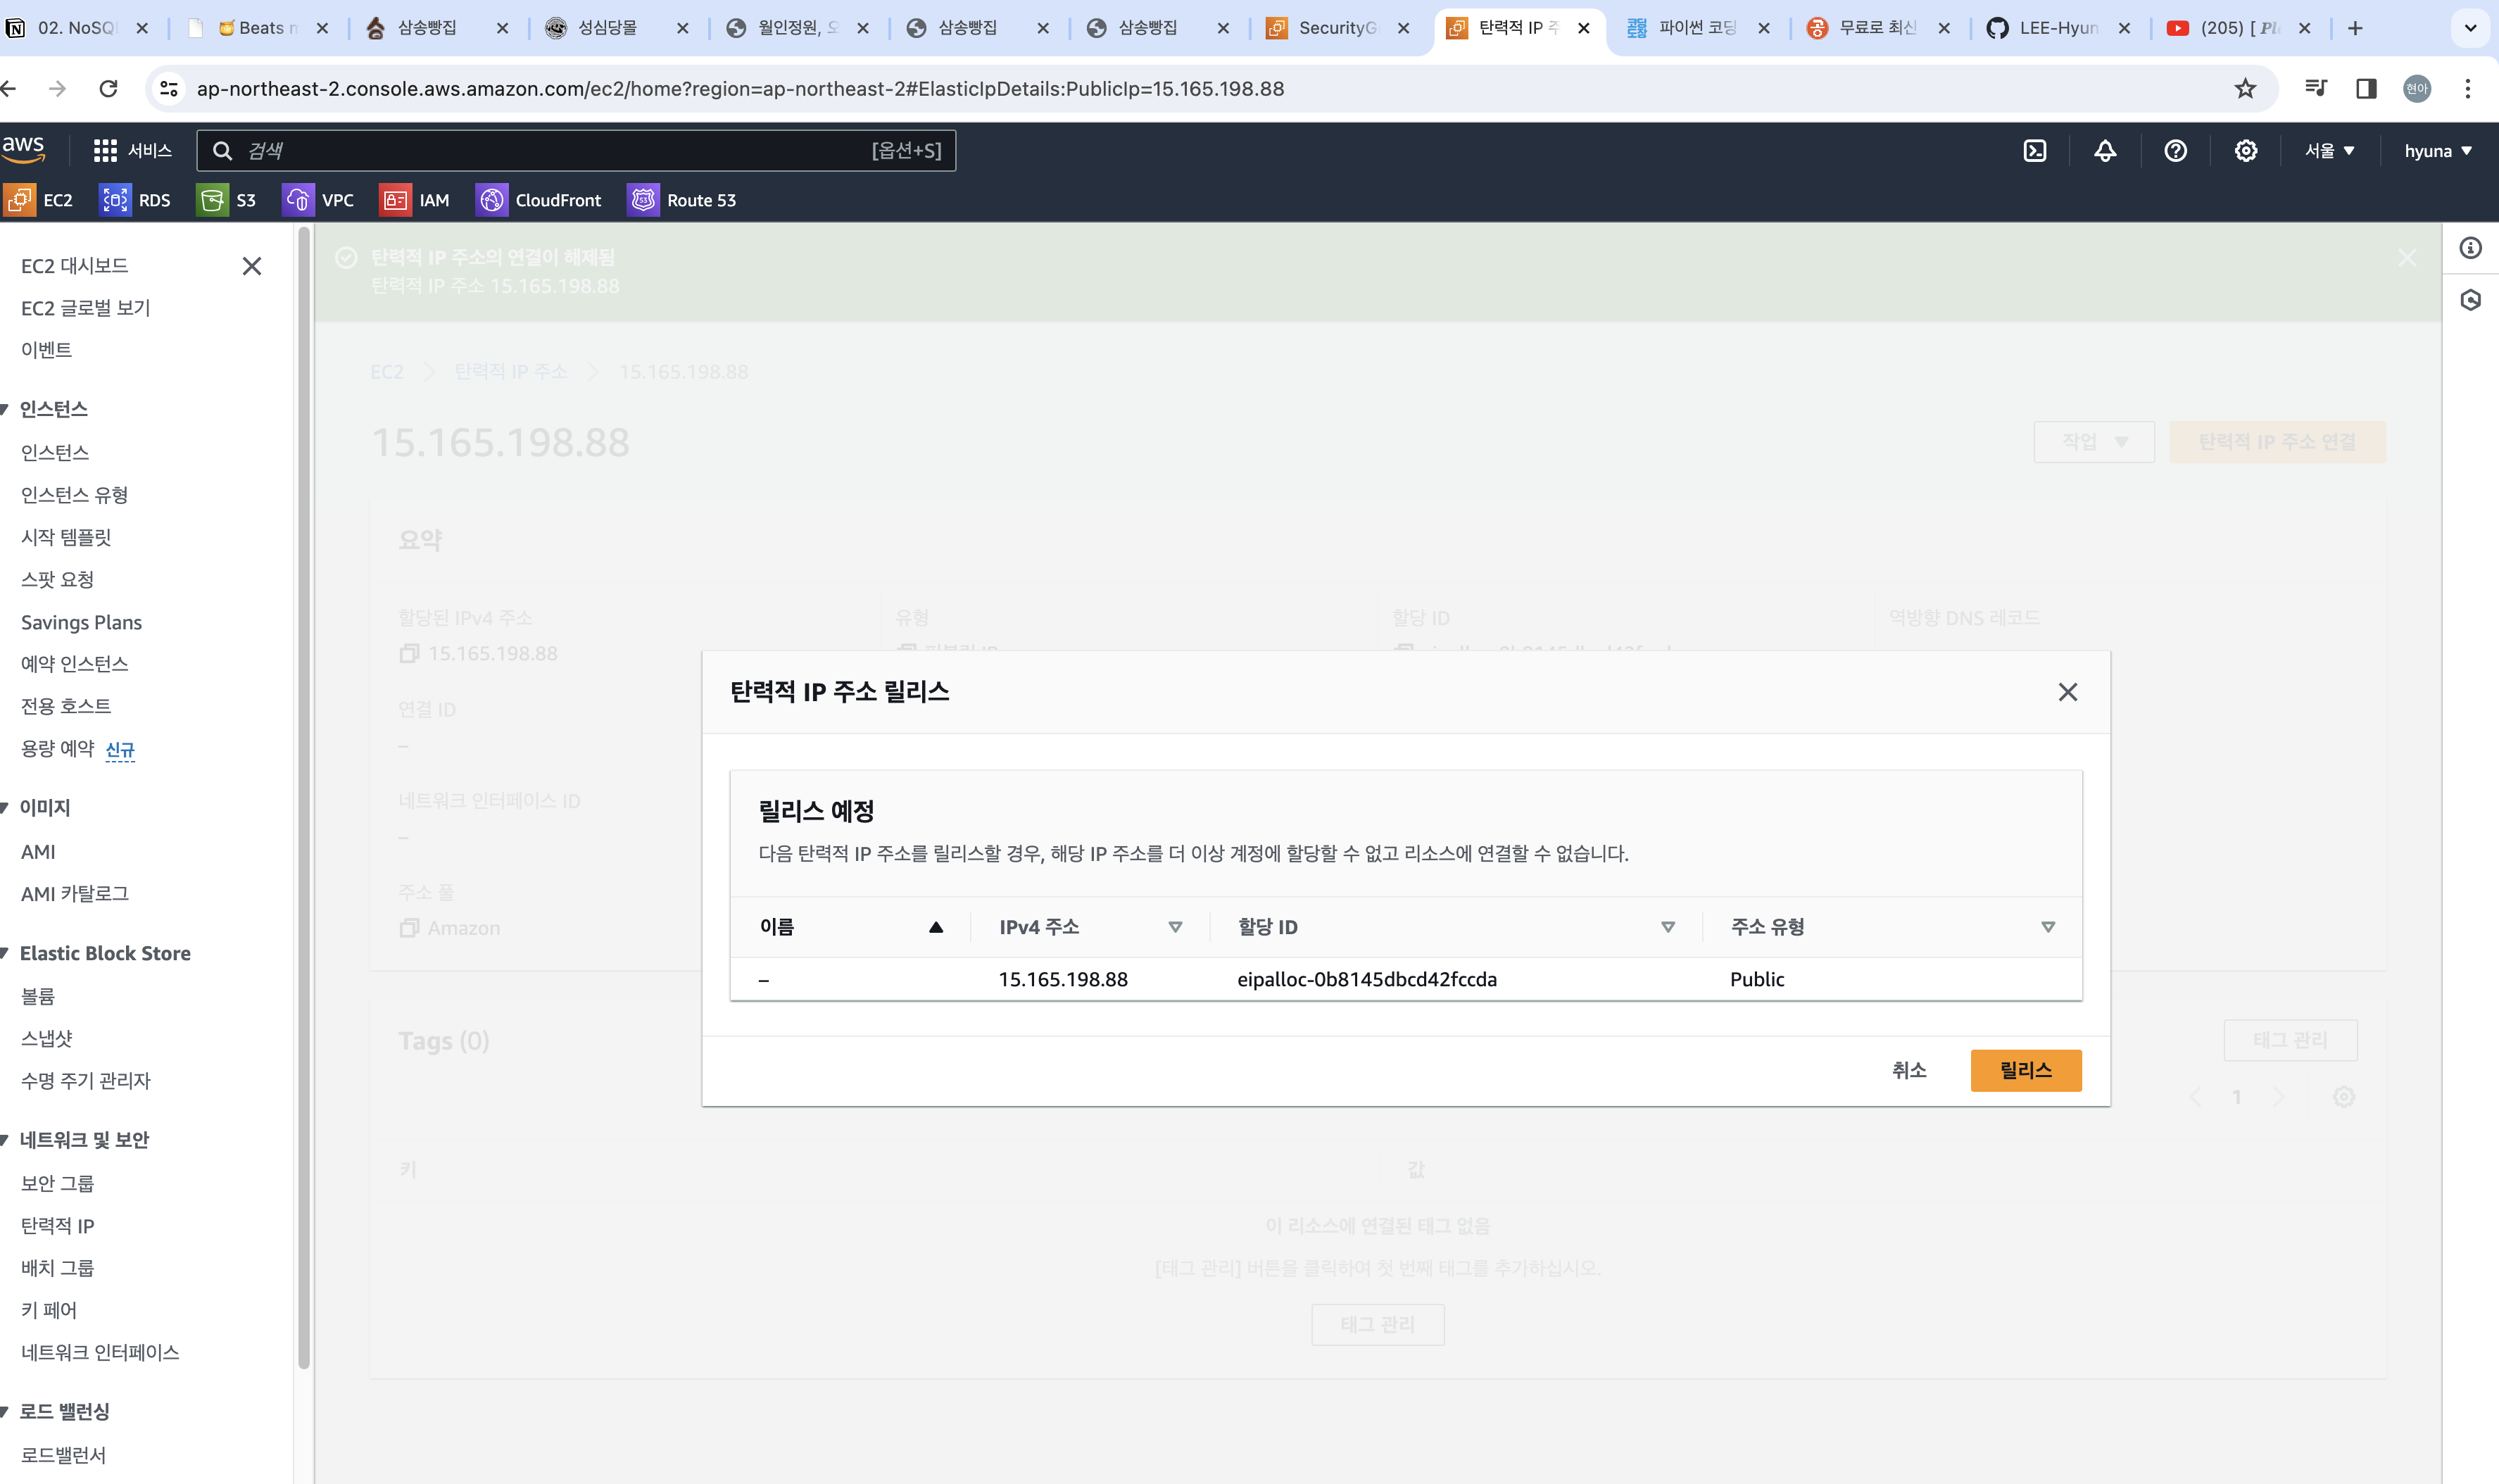 02. NoSQ
Beats m
삼송빵집
성심당몰
월인정원, 오
삼송빵집
삼송빵집
SecurityG
탄력적 IP 주
파이썬 코딩
무료로 최신
LEE-Hyun
(205) [ Pl
ap-northeast-2.console.aws.amazon.com/ec2/home?region=ap-northeast-2#ElasticIpDetails:PublicIp=15.165.198.88
현아
aws
서비스
검색
[옵션+S]
서울
hyuna
EC2
RDS
S3
VPC
IAM
CloudFront
Route 53
EC2 대시보드
EC2 글로벌 보기
이벤트
인스턴스
인스턴스
인스턴스 유형
시작 템플릿
스팟 요청
Savings Plans
예약 인스턴스
전용 호스트
용량 예약 신규
이미지
AMI
AMI 카탈로그
Elastic Block Store
볼륨
스냅샷
수명 주기 관리자
네트워크 및 보안
보안 그룹
탄력적 IP
배치 그룹
키 페어
네트워크 인터페이스
로드 밸런싱
로드밸런서
탄력적 IP 주소의 연결이 해제됨
탄력적 IP 주소 15.165.198.88
EC2
탄력적 IP 주소
15.165.198.88
15.165.198.88
작업
탄력적 IP 주소 연결
요약
할당된 IPv4 주소
15.165.198.88
유형
할당 ID
역방향 DNS 레코드
연결 ID
–
네트워크 인터페이스 ID
–
주소 풀
Amazon
탄력적 IP 주소 릴리스
릴리스 예정
다음 탄력적 IP 주소를 릴리스할 경우, 해당 IP 주소를 더 이상 계정에 할당할 수 없고 리소스에 연결할 수 없습니다.
이름
IPv4 주소
할당 ID
주소 유형
–
15.165.198.88
eipalloc-0b8145dbcd42fccda
Public
취소
릴리스
Tags (0)
태그 관리
1
키
값
이 리소스에 연결된 태그 없음
[태그 관리] 버튼을 클릭하여 첫 번째 태그를 추가하십시오.
태그 관리